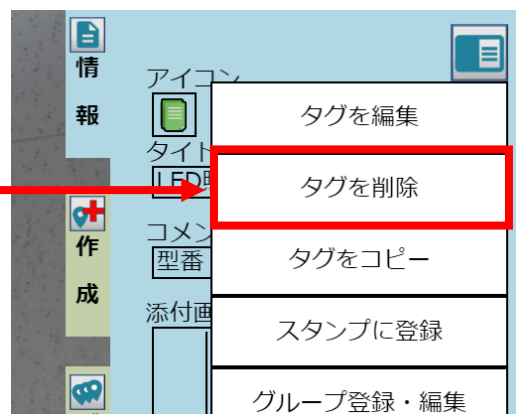 情
報
作
成
アイコン
タイト
LED
コメン
型番
添付画
タグを編集
タグを削除
タグをコピー
スタンプに登録
グループ登録・編集